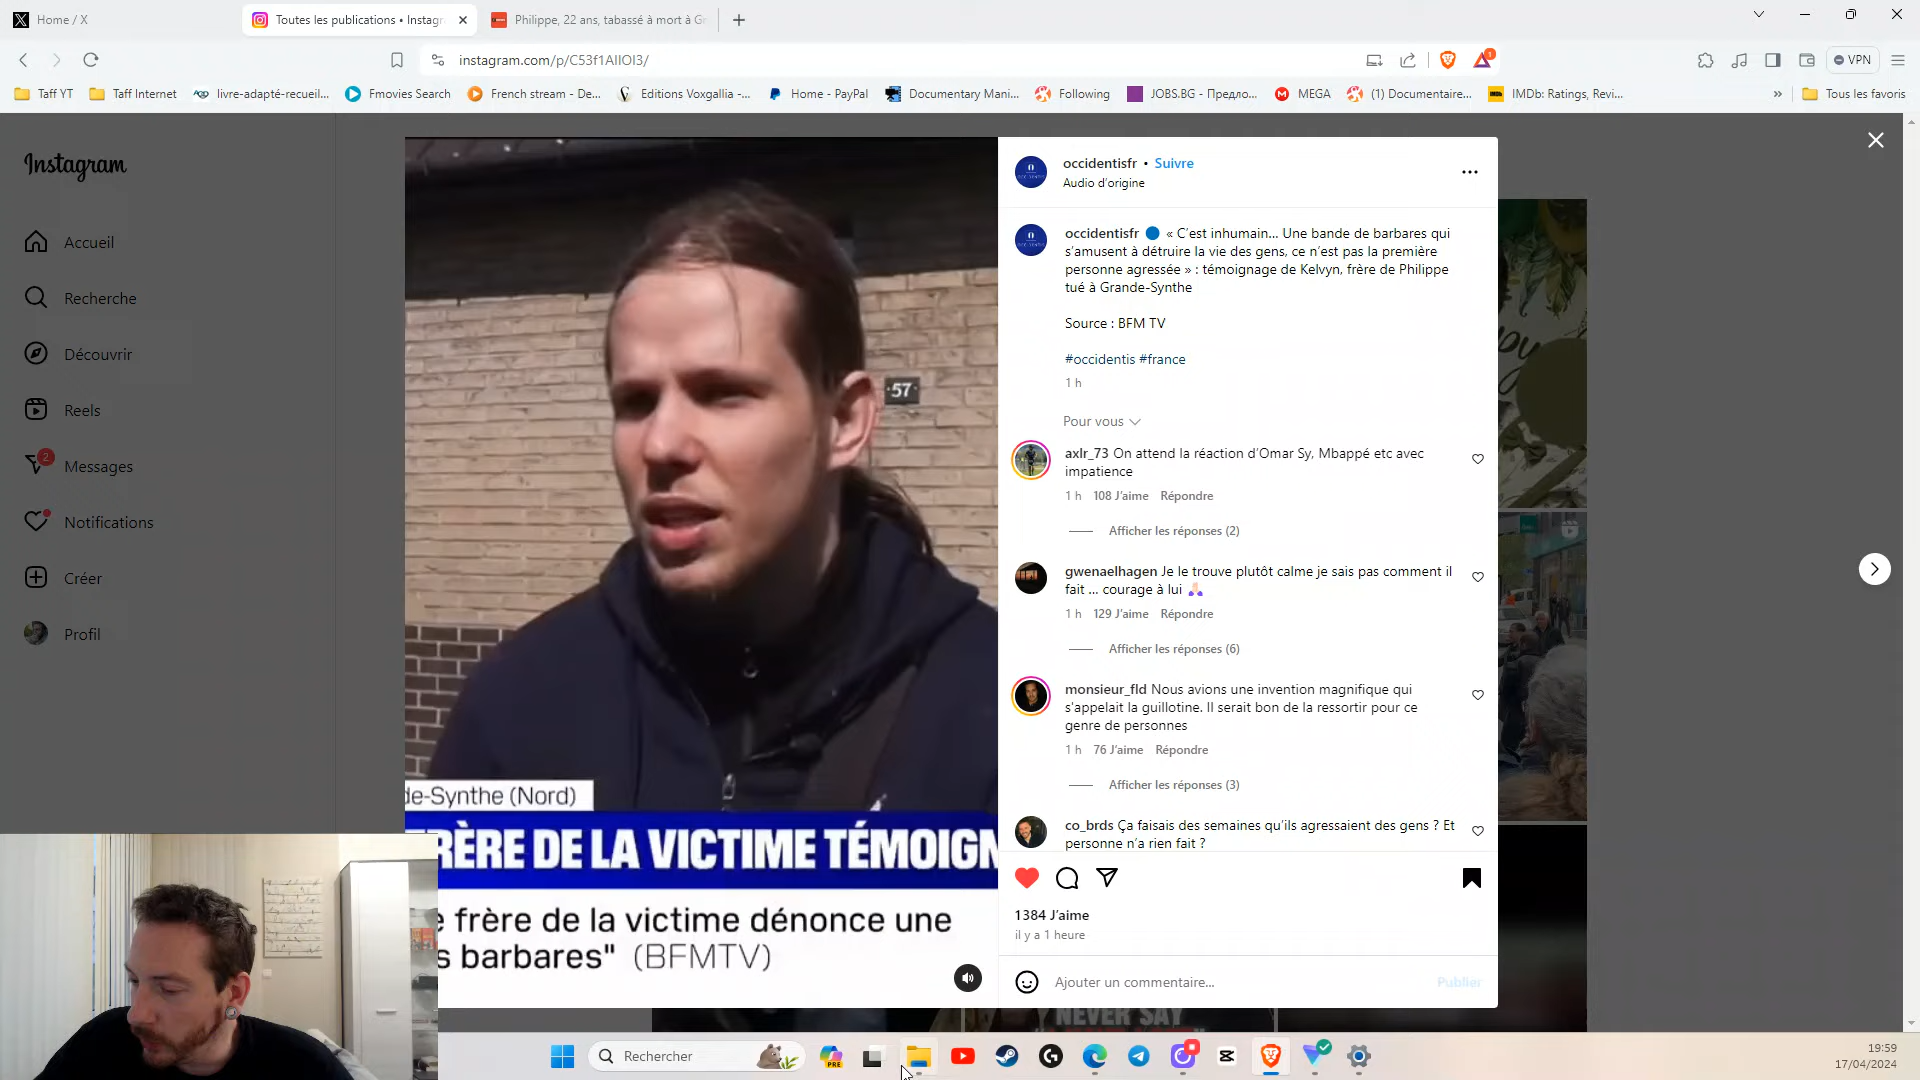 Home / X
Toutes les publications • Instagr
Philippe, 22 ans, tabassé à mort à Gr
instagram.com/p/C53f1AIIOI3/
VPN
Taff YT
Taff Internet
livre-adapté-recueil...
Fmovies Search
French stream - De...
Editions Voxgallia -...
Home - PayPal
Documentary Mani...
Following
JOBS.BG - Предло...
MEGA
(1) Documentaire...
IMDb: Ratings, Revi...
Tous les favoris
Instagram
Accueil
Recherche
Découvrir
Reels
2
Messages
Notifications
Créer
Profil
57
de-Synthe (Nord)
RÈRE DE LA VICTIME TÉMOIGN
e frère de la victime dénonce une
s barbares" (BFMTV)
occidentisfr • Suivre
Audio d'origine
occidentisfr 🔵 « C'est inhumain... Une bande de barbares qui
s'amusent à détruire la vie des gens, ce n'est pas la première
personne agressée » : témoignage de Kelvyn, frère de Philippe
tué à Grande-Synthe
Source : BFM TV
#occidentis #france
1 h
Pour vous
axlr_73 On attend la réaction d'Omar Sy, Mbappé etc avec
impatience
1 h 108 J'aime Répondre
Afficher les réponses (2)
gwenaelhagen Je le trouve plutôt calme je sais pas comment il
fait ... courage à lui 🙏🏻
1 h 129 J'aime Répondre
Afficher les réponses (6)
monsieur_fld Nous avions une invention magnifique qui
s'appelait la guillotine. Il serait bon de la ressortir pour ce
genre de personnes
1 h 76 J'aime Répondre
Afficher les réponses (3)
co_brds Ça faisais des semaines qu'ils agressaient des gens ? Et
personne n'a rien fait ?
1384 J'aime
il y a 1 heure
Ajouter un commentaire...
Publier
NEVER SAY
Rechercher
PRE
19:59
17/04/2024